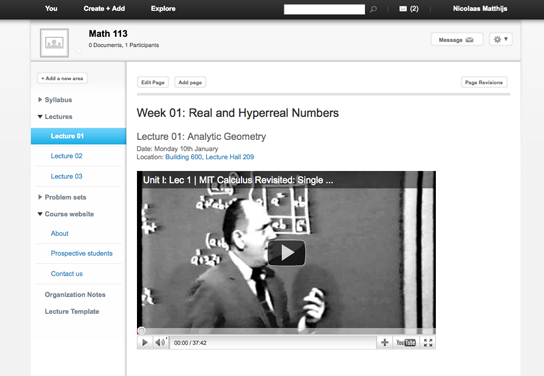 You Create + Add Explore (2) Nicolaas Matthijs
Math 113
0 Documents, 1 Participants
Message
+ Add a new area
Syllabus
Lectures
Lecture 01
Lecture 02
Lecture 03
Problem sets
Course website
About
Prospective students
Contact us
Organization Notes
Lecture Template
Edit Page Add page Page Revisions
Week 01: Real and Hyperreal Numbers
Lecture 01: Analytic Geometry
Date: Monday 10th January
Location: Building 600, Lecture Hall 209
Unit I: Lec 1 | MIT Calculus Revisited: Single ...
00:00 / 37:42
YouTube